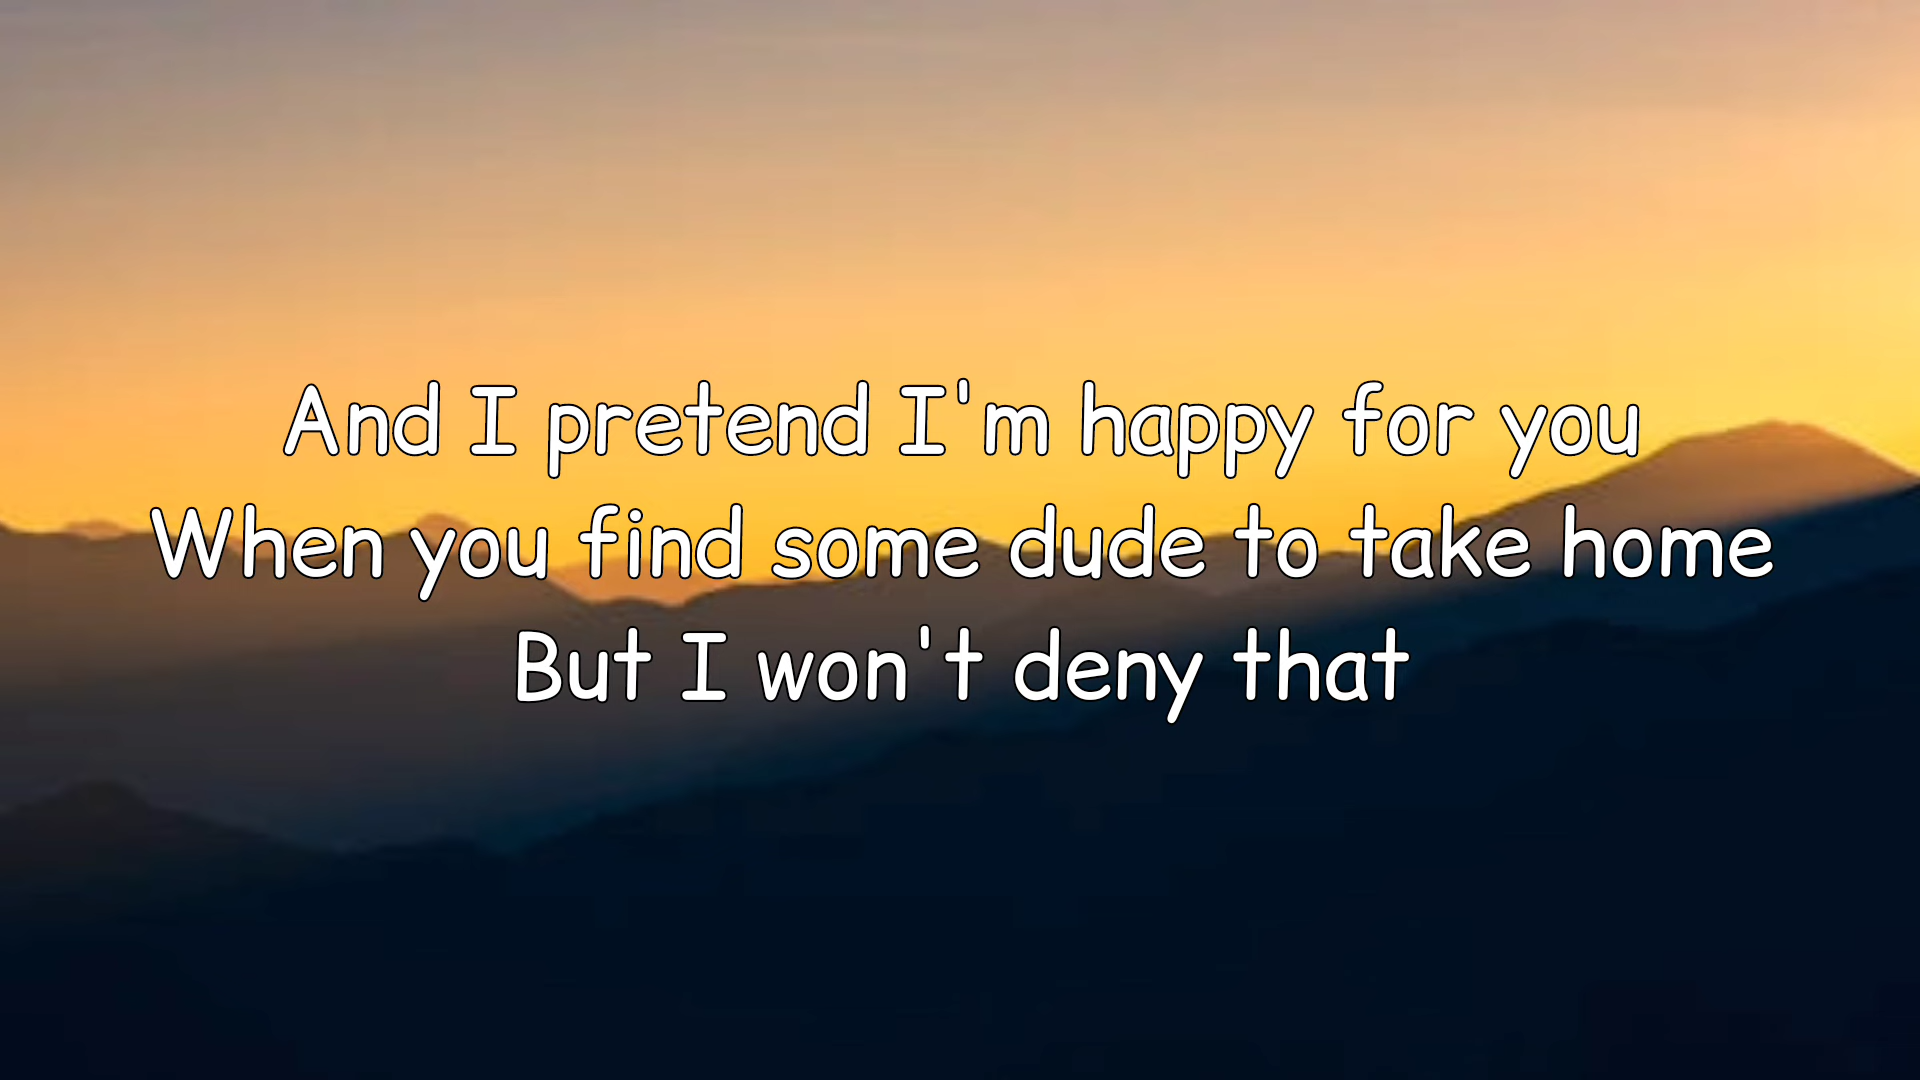 And I pretend I'm happy for you
When you find some dude to take home
But I won't deny that